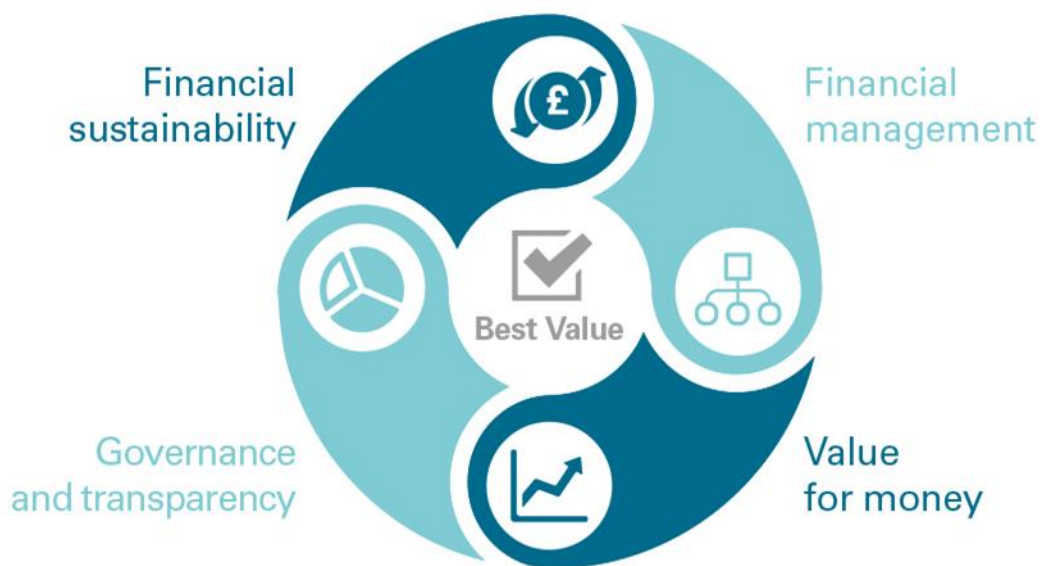 Financial
sustainability
Financial
management
£
Best Value
Governance
and transparency
Value
for money